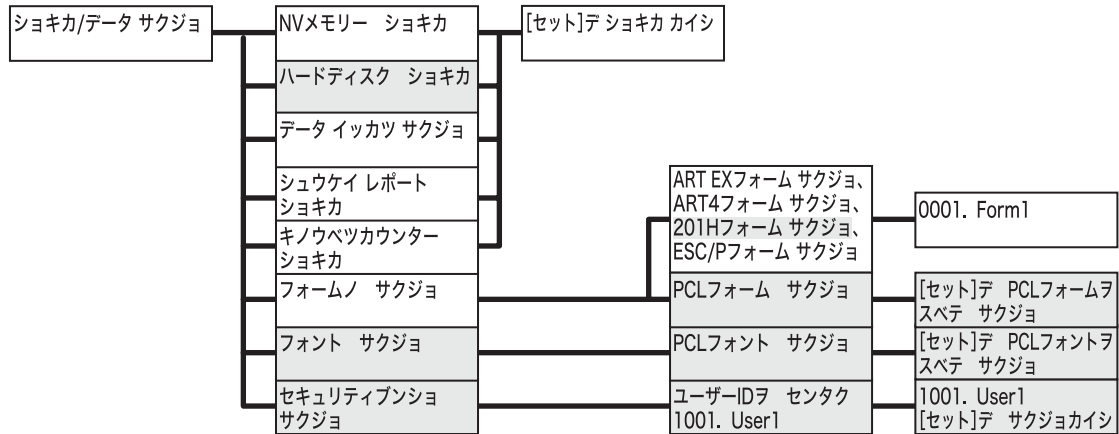 ショキカ/データ サクジョ
NVメモリー　ショキカ
[セット]デ ショキカ カイシ
ハードディスク　ショキカ
データ イッカツ サクジョ
シュウケイ レポート
ショキカ
キノウベツカウンター
ショキカ
フォームノ　サクジョ
ART EXフォーム サクジョ、
ART4フォーム サクジョ、
201Hフォーム サクジョ、
ESC/Pフォーム サクジョ
0001. Form1
PCLフォーム　サクジョ
[セット]デ　PCLフォームヲ
スベテ　サクジョ
フォント　サクジョ
PCLフォント　サクジョ
[セット]デ　PCLフォントヲ
スベテ　サクジョ
セキュリティブンショ
サクジョ
ユーザーIDヲ　センタク
1001. User1
1001. User1
[セット]デ　サクジョカイシ